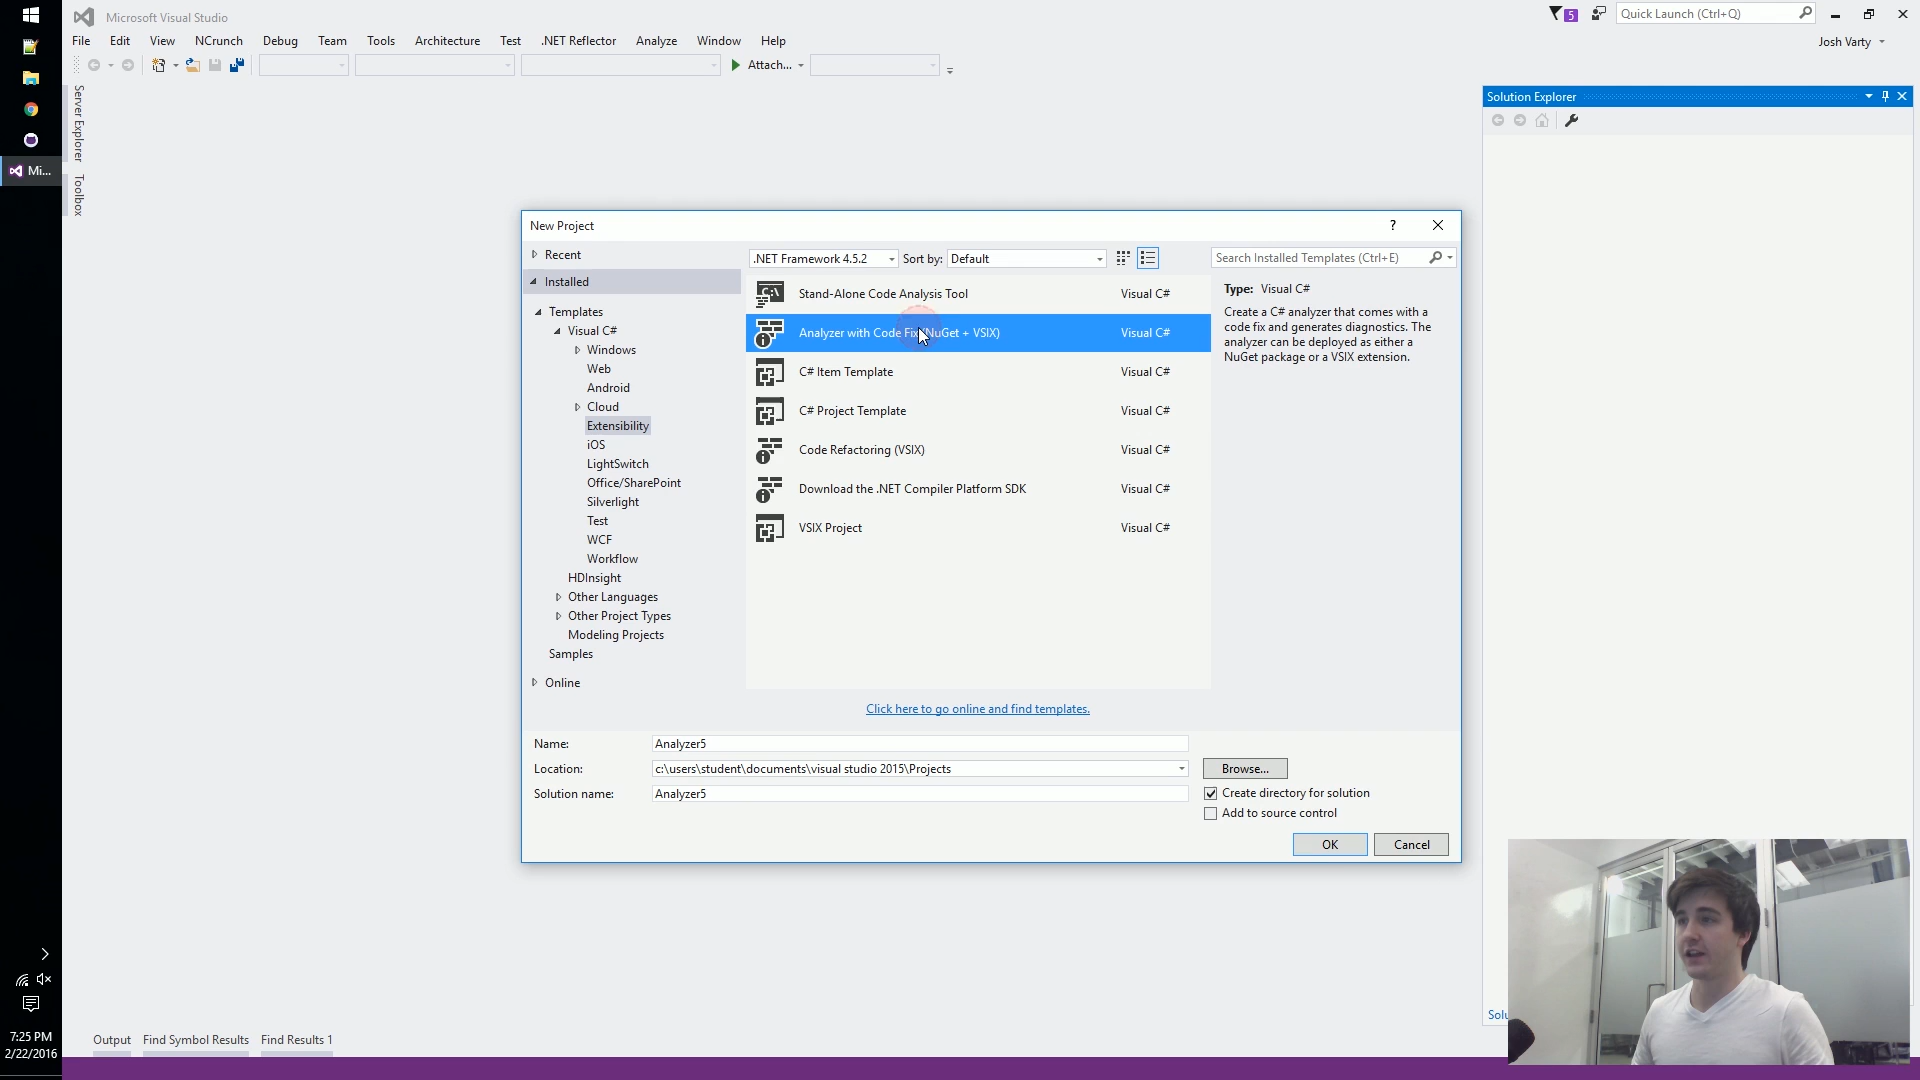 Microsoft Visual Studio
5
Quick Launch (Ctrl+Q)
File Edit View NCrunch Debug Team Tools Architecture Test .NET Reflector Analyze Window Help
Josh Varty
Attach...
Server Explorer
Toolbox
Mi...
Solution Explorer
New Project
?
Recent
.NET Framework 4.5.2 Sort by: Default
Search Installed Templates (Ctrl+E)
Installed
Templates
Visual C#
Windows
Web
Android
Cloud
Extensibility
iOS
LightSwitch
Office/SharePoint
Silverlight
Test
WCF
Workflow
HDInsight
Other Languages
Other Project Types
Modeling Projects
Samples
Online
C:\
Stand-Alone Code Analysis Tool Visual C#
Analyzer with Code Fix (NuGet + VSIX) Visual C#
C# Item Template Visual C#
C# Project Template Visual C#
Code Refactoring (VSIX) Visual C#
Download the .NET Compiler Platform SDK Visual C#
VSIX Project Visual C#
Type: Visual C#
Create a C# analyzer that comes with a
code fix and generates diagnostics. The
analyzer can be deployed as either a
NuGet package or a VSIX extension.
Click here to go online and find templates.
Name: Analyzer5
Location: c:\users\student\documents\visual studio 2015\Projects
Browse...
Solution name: Analyzer5
Create directory for solution
Add to source control
OK
Cancel
Solu
Output Find Symbol Results Find Results 1
7:25 PM
2/22/2016